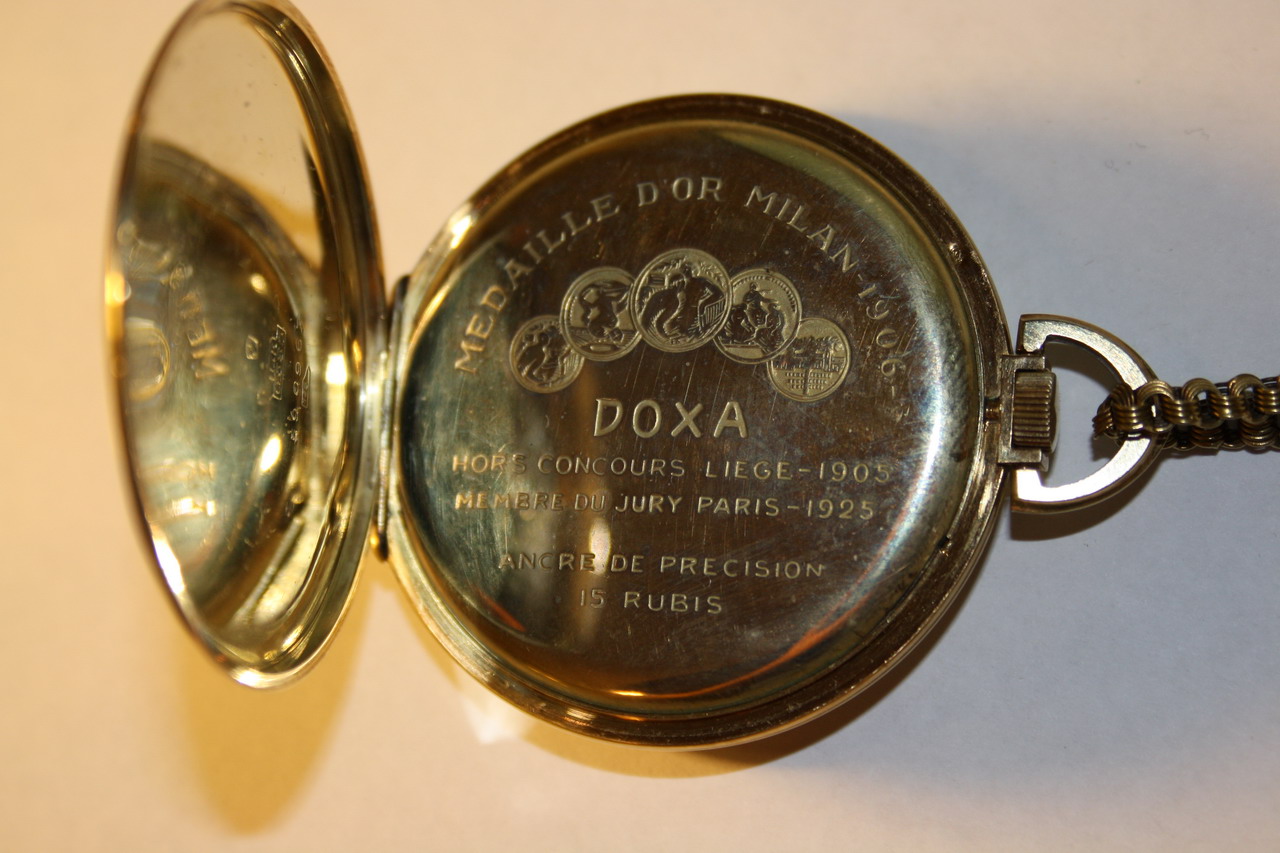 MEDAILLE D'OR MILAN-1906-
DOXA
HORS CONCOURS LIEGE-1905
MEMBRE DU JURY PARIS-1925
ANCRE DE PRECISION
15 RUBIS